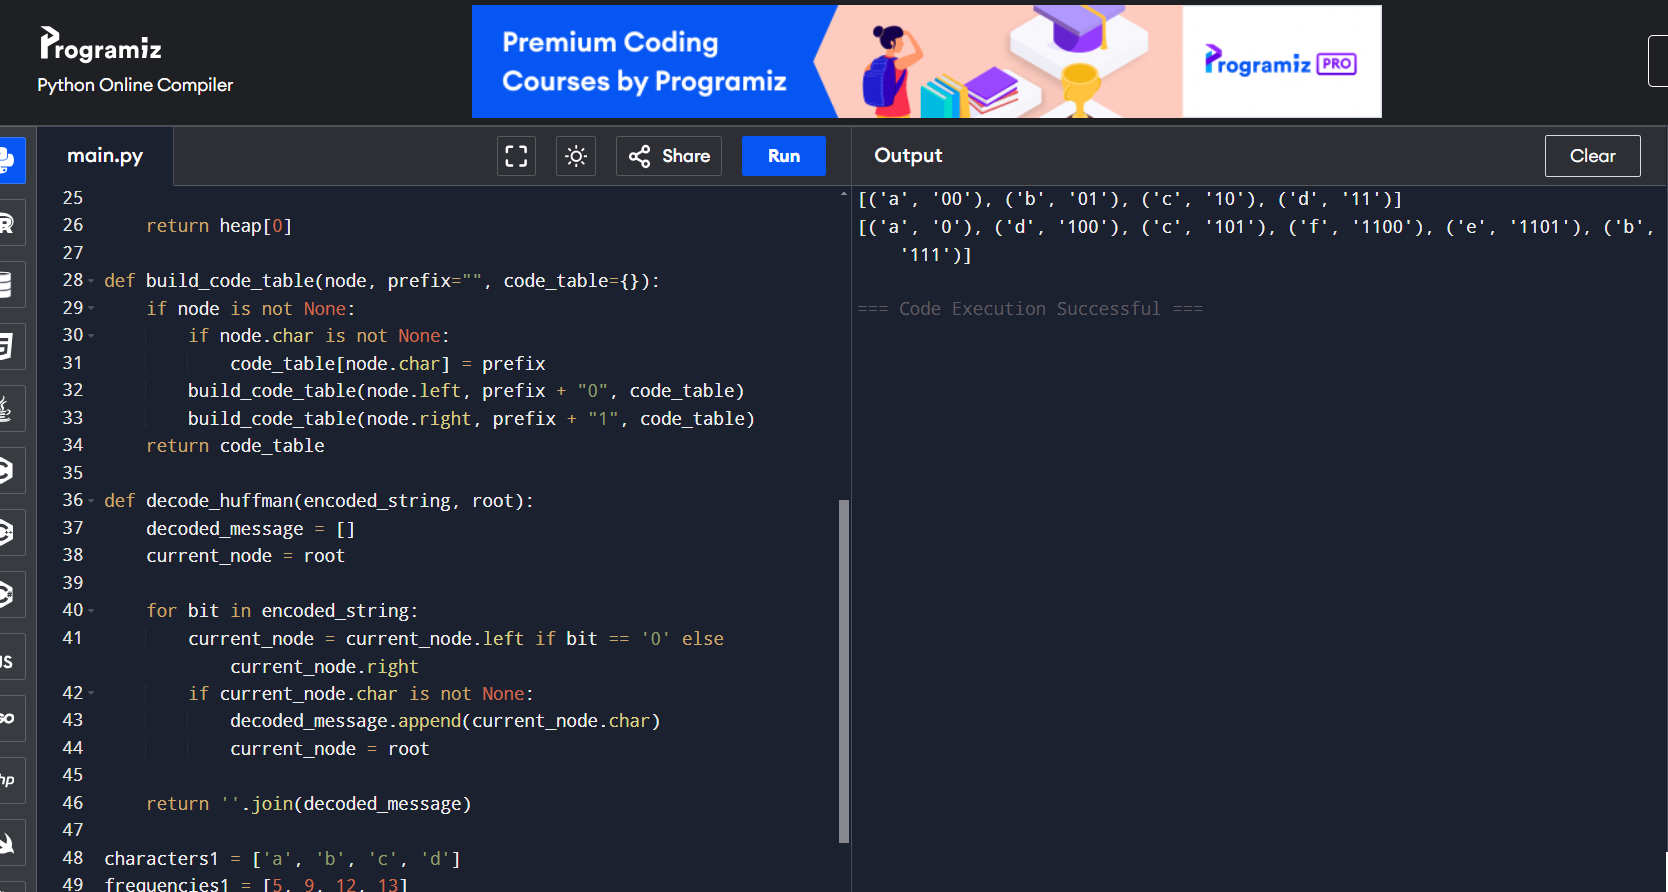 Programiz
Python Online Compiler
Premium Coding
Courses by Programiz
Programiz PRO
main.py
Share
Run
Output
Clear
25
26     return heap[0]
27
28 def build_code_table(node, prefix="", code_table={}):
29     if node is not None:
30         if node.char is not None:
31             code_table[node.char] = prefix
32         build_code_table(node.left, prefix + "0", code_table)
33         build_code_table(node.right, prefix + "1", code_table)
34     return code_table
35
36 def decode_huffman(encoded_string, root):
37     decoded_message = []
38     current_node = root
39
40     for bit in encoded_string:
41         current_node = current_node.left if bit == '0' else
            current_node.right
42         if current_node.char is not None:
43             decoded_message.append(current_node.char)
44             current_node = root
45
46     return ''.join(decoded_message)
47
48 characters1 = ['a', 'b', 'c', 'd']
49 frequencies1 = [5, 9, 12, 13]
[('a', '00'), ('b', '01'), ('c', '10'), ('d', '11')]
[('a', '0'), ('d', '100'), ('c', '101'), ('f', '1100'), ('e', '1101'), ('b',
    '111')]
=== Code Execution Successful ===